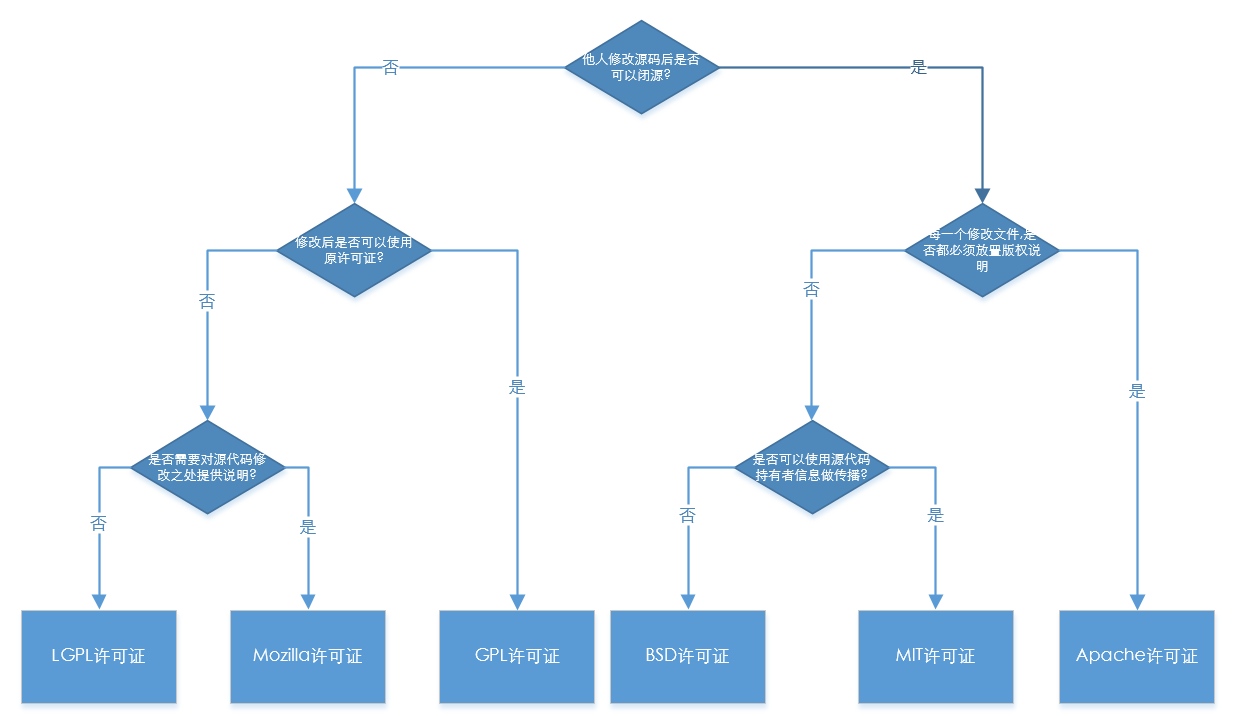 他人修改源码后是否
可以闭源?
否
是
修改后是否可以使用
原许可证?
每一个修改文件,是
否都必须放置版权说
明
否
是
否
是
是否需要对源代码修
改之处提供说明?
是否可以使用源代码
持有者信息做传播?
否
是
否
是
LGPL许可证
Mozilla许可证
GPL许可证
BSD许可证
MIT许可证
Apache许可证